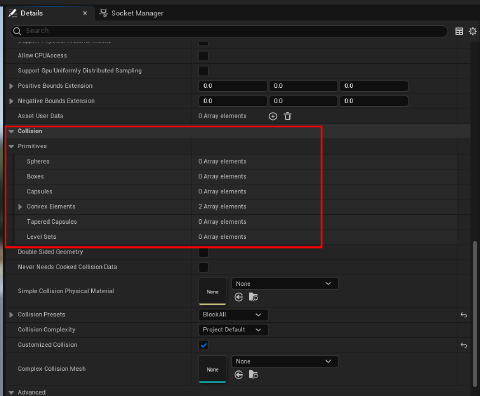 Details
Socket Manager
Search
Allow CPUAccess
Support Gpu Uniformly Distributed Sampling
Positive Bounds Extension 0.0 0.0 0.0
Negative Bounds Extension 0.0 0.0 0.0
Asset User Data 0 Array elements
Collision
Primitives
Spheres 0 Array elements
Boxes 0 Array elements
Capsules 0 Array elements
Convex Elements 2 Array elements
Tapered Capsules 0 Array elements
Level Sets 0 Array elements
Double Sided Geometry
Never Needs Cooked Collision Data
Simple Collision Physical Material None None
Collision Presets BlockAll
Collision Complexity Project Default
Customized Collision
Complex Collision Mesh None None
Advanced